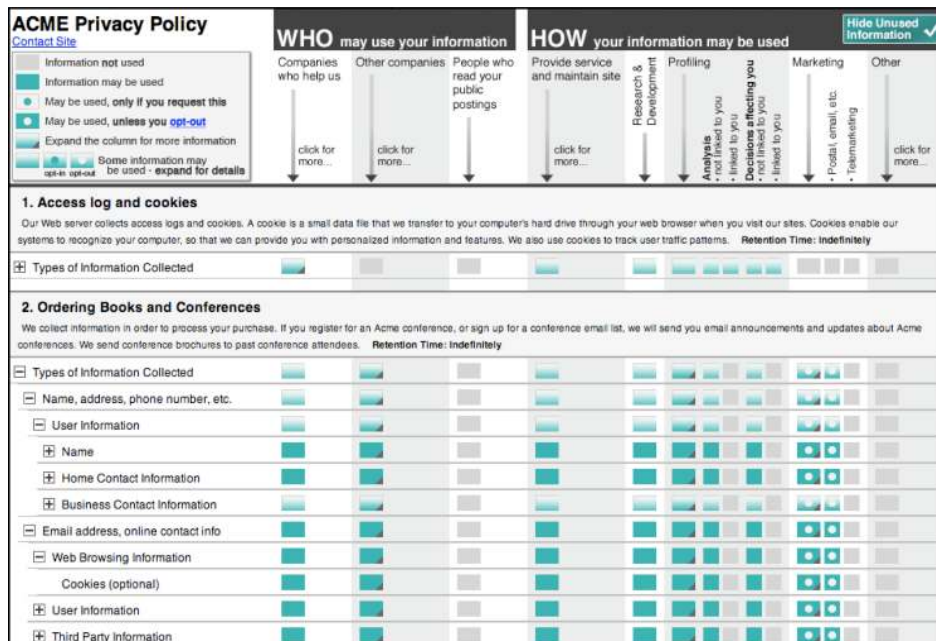 ACME Privacy Policy
Contact Site
Information not used
Information may be used
May be used, only if you request this
May be used, unless you opt-out
Expand the column for more information
Some information may
opt-in opt-out be used - expand for details
WHO may use your information
Companies who help us
click for more...
Other companies
click for more...
People who read your public postings
HOW your information may be used
Hide Unused Information
Provide service and maintain site
click for more...
Research & Development
Profiling
Analysis
· not linked to you
· linked to you
Decisions affecting you
· not linked to you
· linked to you
Marketing
· Postal, email, etc.
· Telemarketing
Other
click for more...
1. Access log and cookies
Our Web server collects access logs and cookies. A cookie is a small data file that we transfer to your computer's hard drive through your web browser when you visit our sites. Cookies enable our
systems to recognize your computer, so that we can provide you with personalized information and features. We also use cookies to track user traffic patterns. Retention Time: Indefinitely
Types of Information Collected
2. Ordering Books and Conferences
We collect information in order to process your purchase. If you register for an Acme conference, or sign up for a conference email list, we will send you email announcements and updates about Acme
conferences. We send conference brochures to past conference attendees. Retention Time: Indefinitely
Types of Information Collected
Name, address, phone number, etc.
User Information
Name
Home Contact Information
Business Contact Information
Email address, online contact info
Web Browsing Information
Cookies (optional)
User Information
Third Party Information